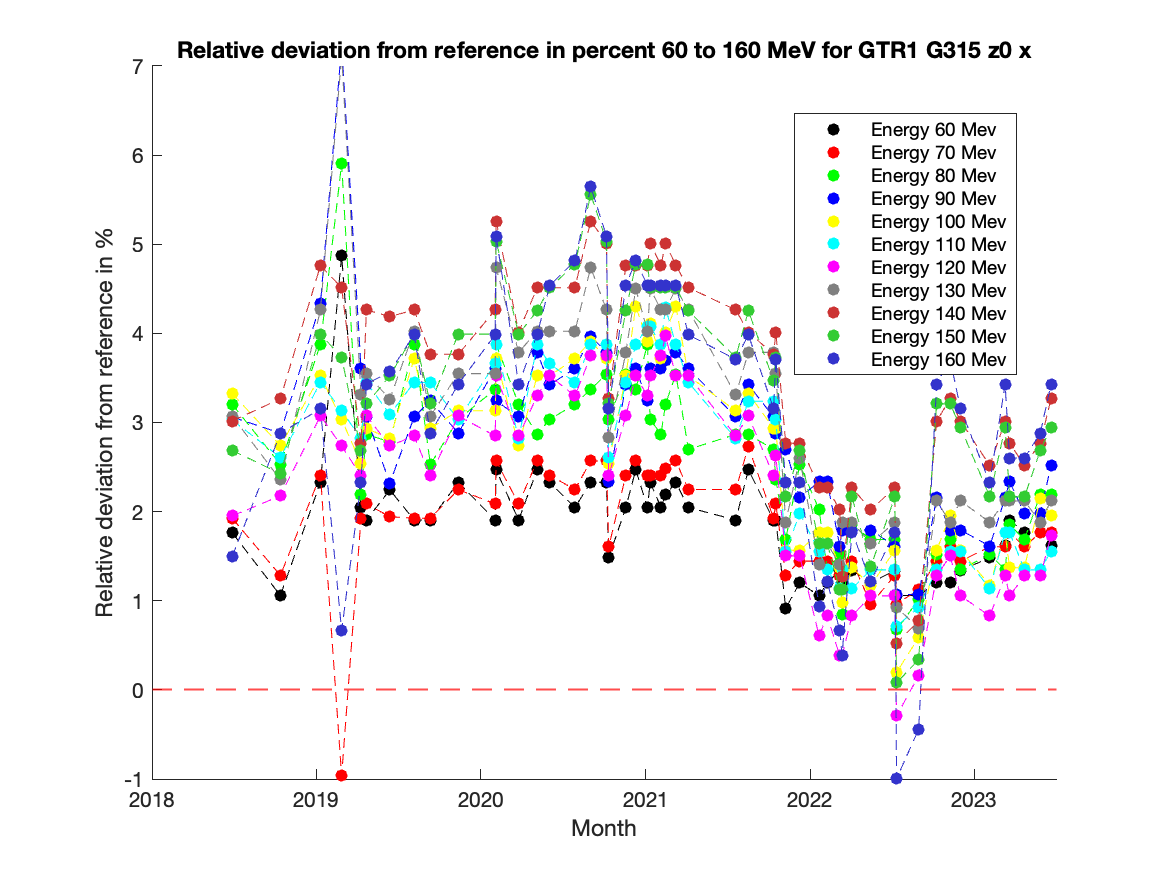 Relative deviation from reference in percent 60 to 160 MeV for GTR1 G315 z0 x
7
6
5
4
3
2
1
0
-1
Relative deviation from reference in %
Energy 60 Mev
Energy 70 Mev
Energy 80 Mev
Energy 90 Mev
Energy 100 Mev
Energy 110 Mev
Energy 120 Mev
Energy 130 Mev
Energy 140 Mev
Energy 150 Mev
Energy 160 Mev
2018 2019 2020 2021 2022 2023
Month